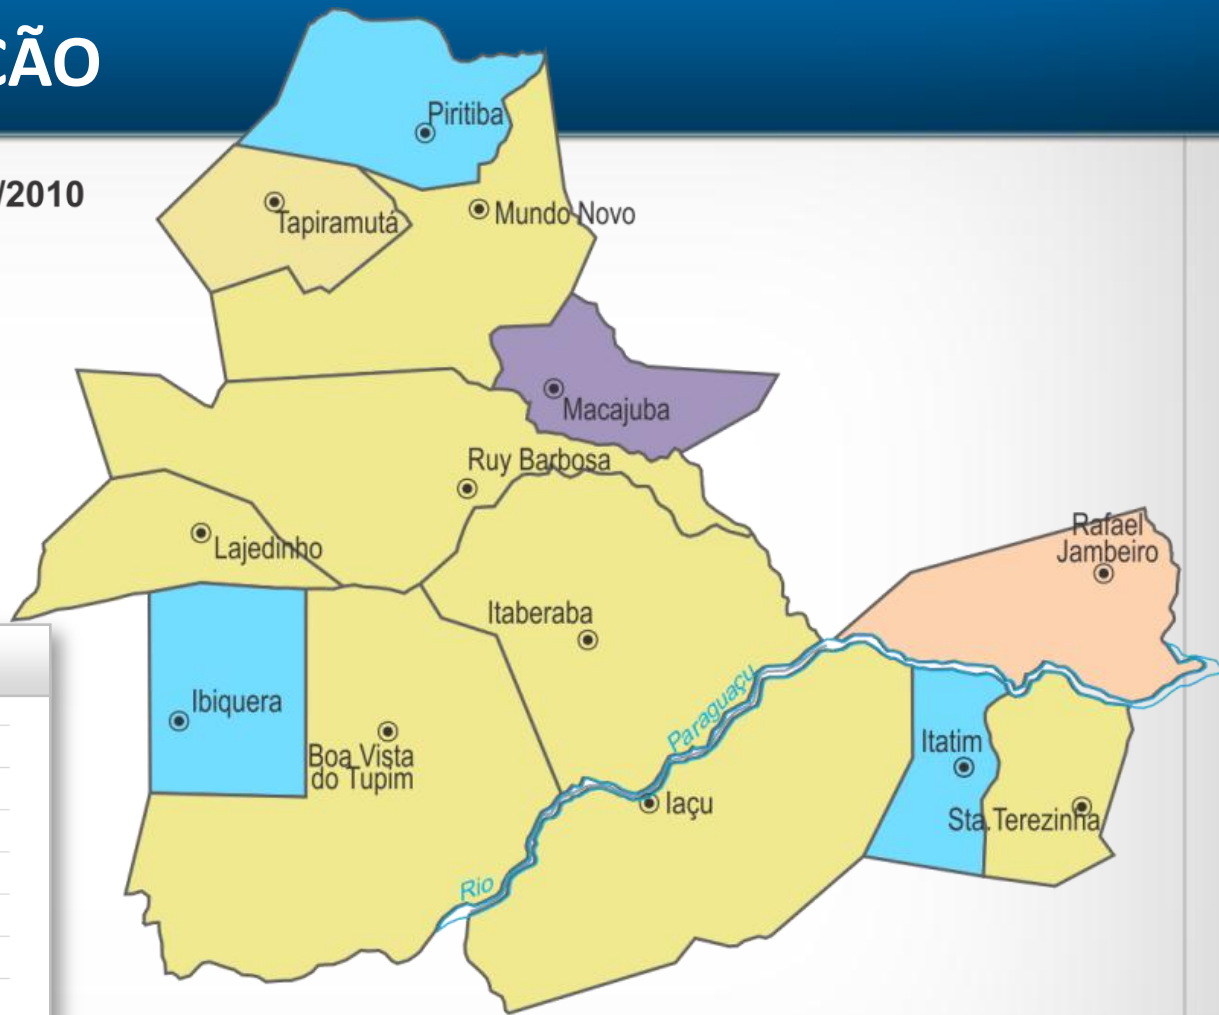 ÇÃO
/2010
Piritiba
Tapiramutá
Mundo Novo
Macajuba
Ruy Barbosa
Lajedinho
Rafael
Jambeiro
Itaberaba
Ibiquera
Paraguaçu
Boa Vista
do Tupim
Itatim
Iaçu
Sta.Terezinha
Rio